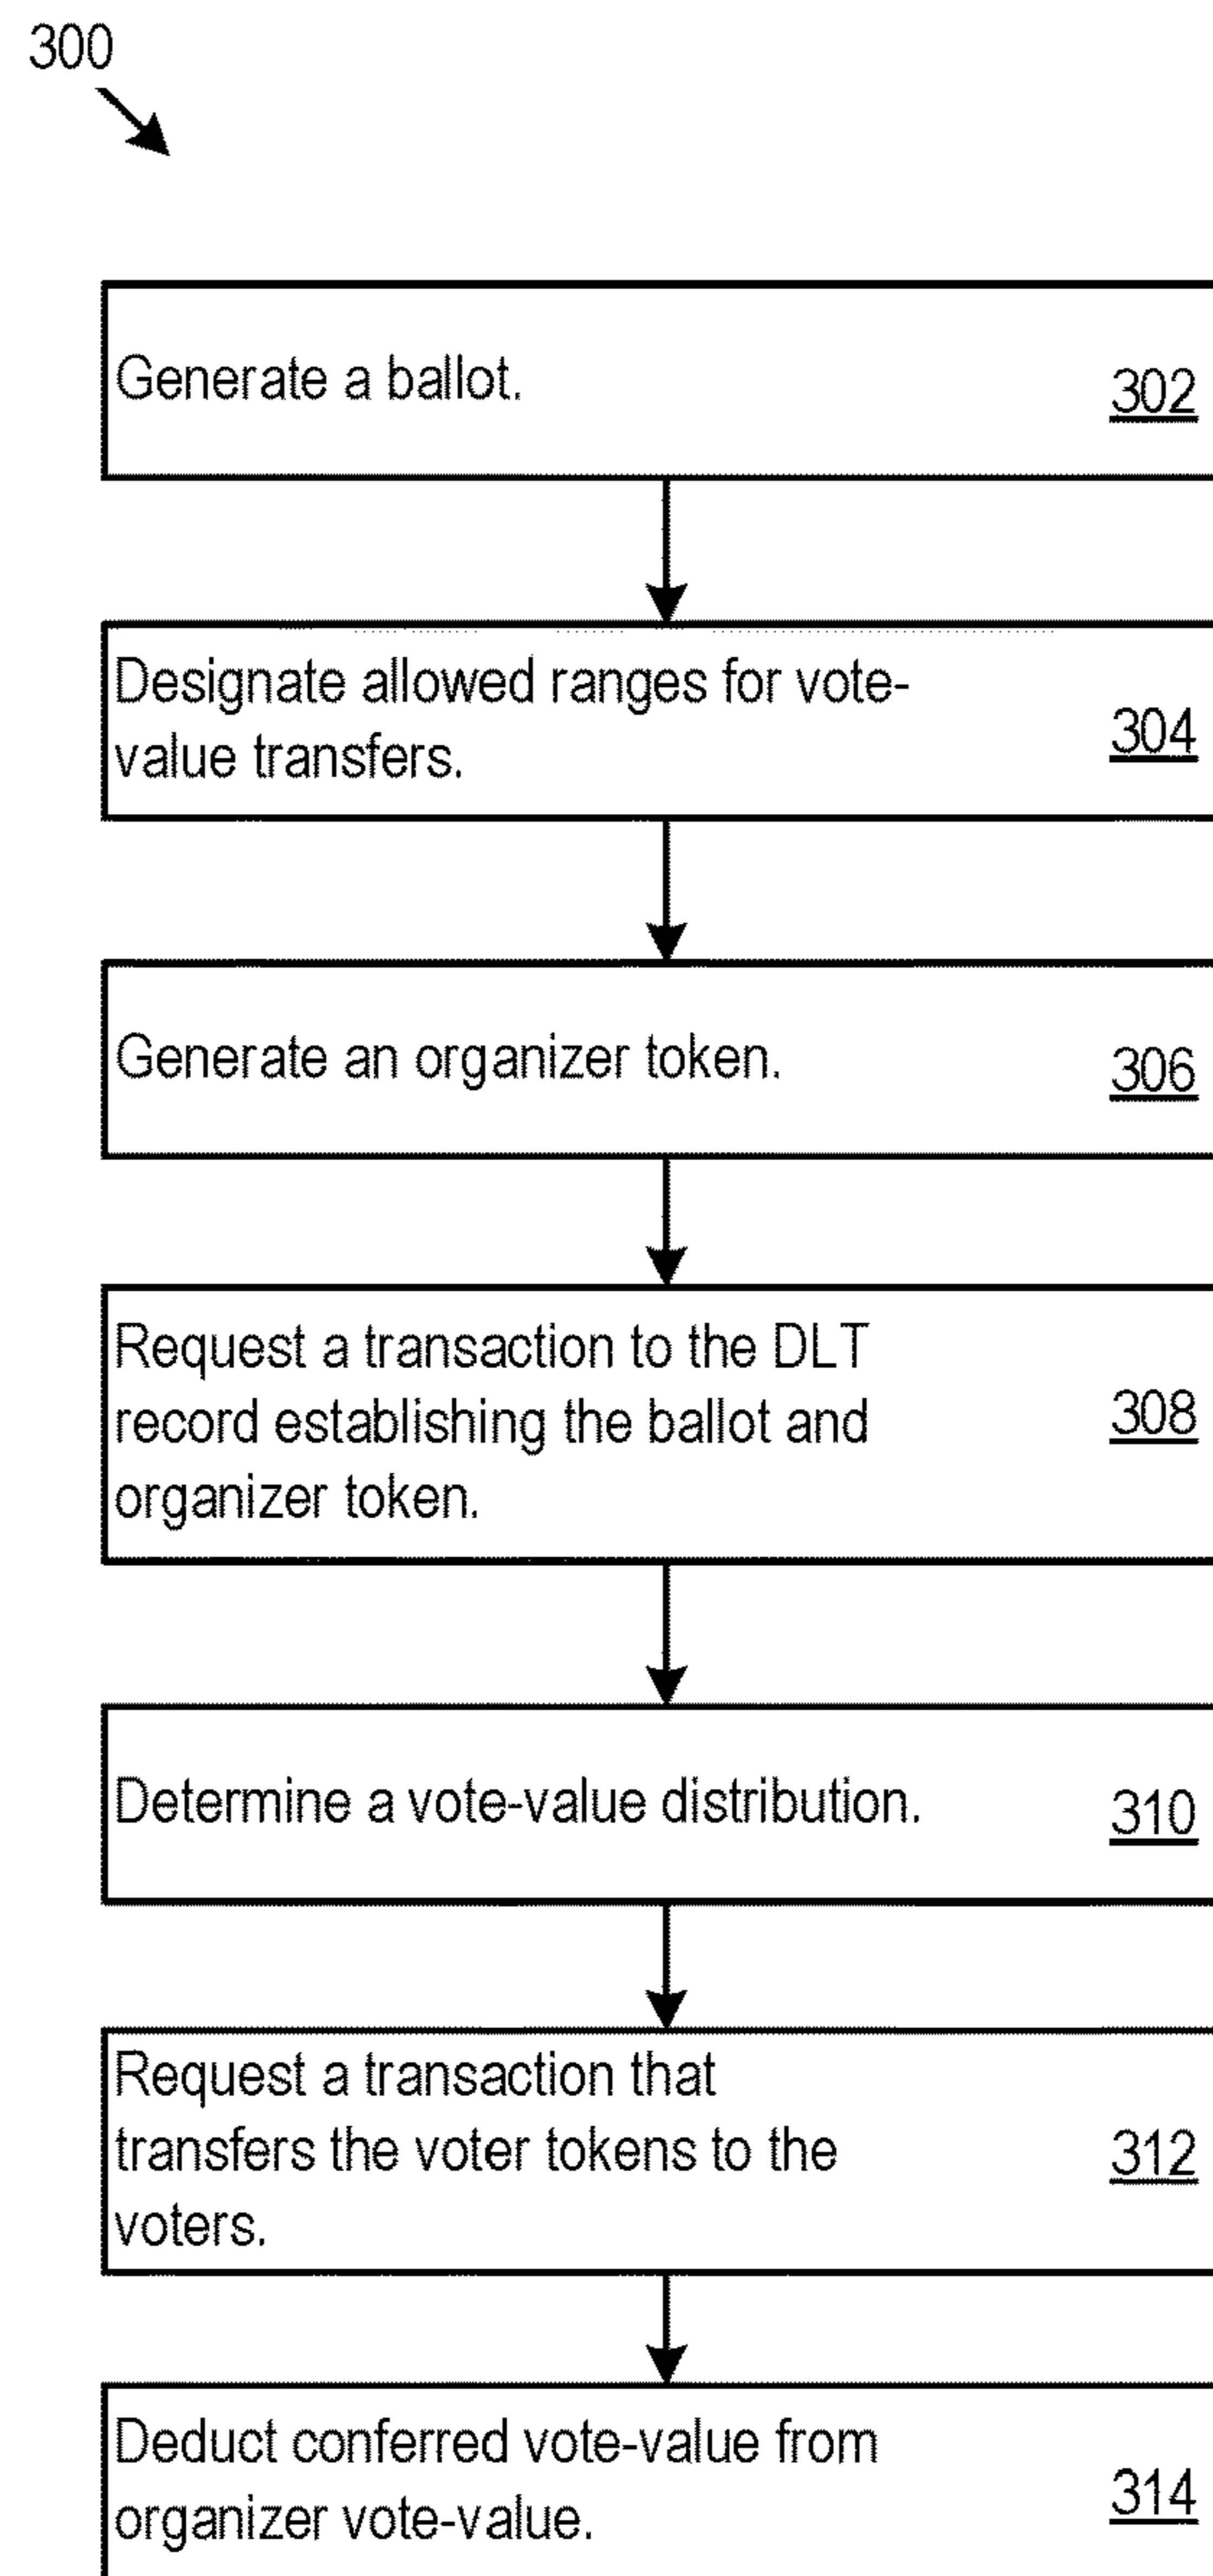 300
Generate a ballot.
302
Designate allowed ranges for vote-
value transfers.
304
Generate an organizer token.
306
Request a transaction to the DLT
record establishing the ballot and
organizer token.
308
Determine a vote-value distribution.
310
Request a transaction that
transfers the voter tokens to the
voters.
312
Deduct conferred vote-value from
organizer vote-value.
314